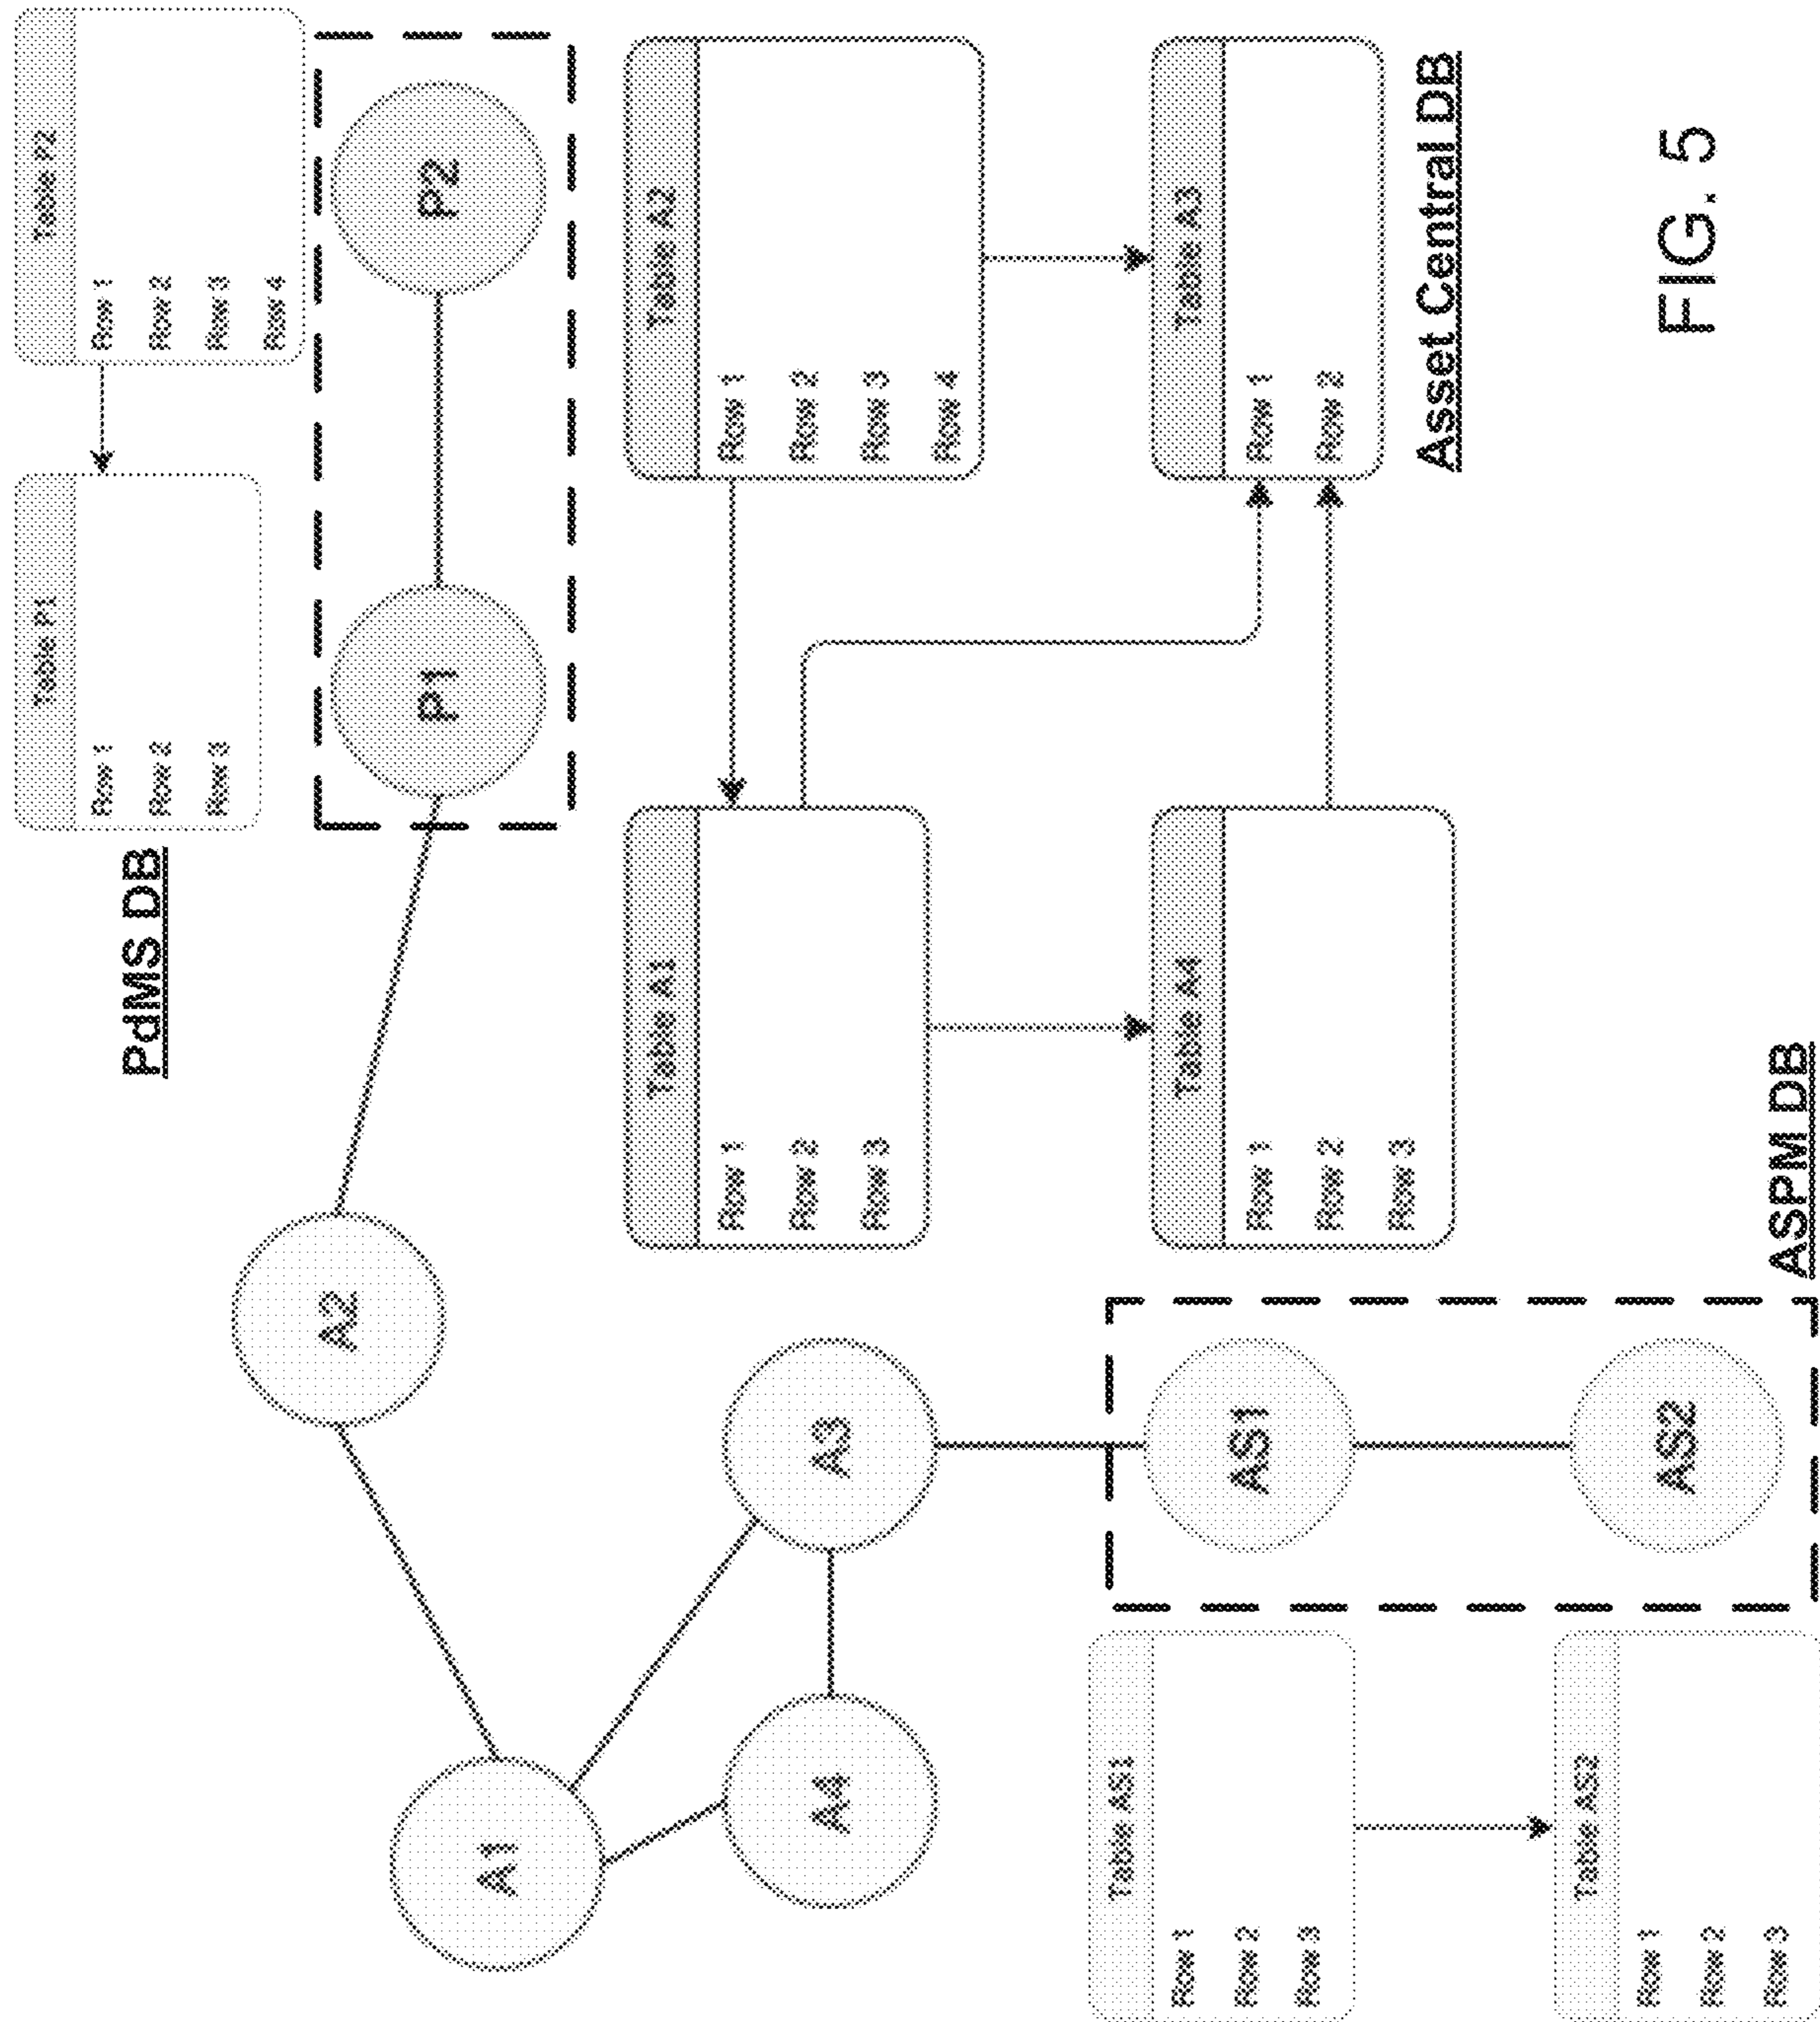 Table P1
Row 1
Row 2
Row 3
Table P2
Row 1
Row 2
Row 3
Row 4
PdMS DB
A2
P1
P2
A1
Table A1
Row 1
Row 2
Row 3
Table A2
Row 1
Row 2
Row 3
Row 4
A4
A3
Table AS1
Row 1
Row 2
Row 3
AS1
Table A4
Row 1
Row 2
Row 3
Table A3
Row 1
Row 2
Asset Central DB
Table AS2
Row 1
Row 2
Row 3
AS2
ASPM DB
FIG. 5